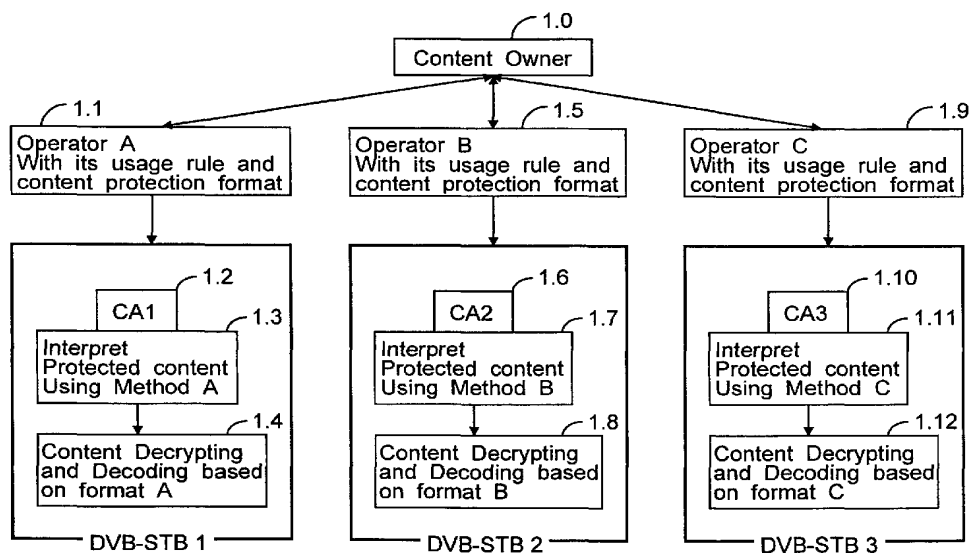 1.0
Content Owner
1.1
Operator A
With its usage rule and
content protection format
1.5
Operator B
With its usage rule and
content protection format
1.9
Operator C
With its usage rule and
content protection format
1.2
CA1
1.3
Interpret
Protected content
Using Method A
1.4
Content Decrypting
and Decoding based
on format A
DVB-STB 1
1.6
CA2
1.7
Interpret
Protected content
Using Method B
1.8
Content Decrypting
and Decoding based
on format B
DVB-STB 2
1.10
CA3
1.11
Interpret
Protected content
Using Method C
1.12
Content Decrypting
and Decoding based
on format C
DVB-STB 3